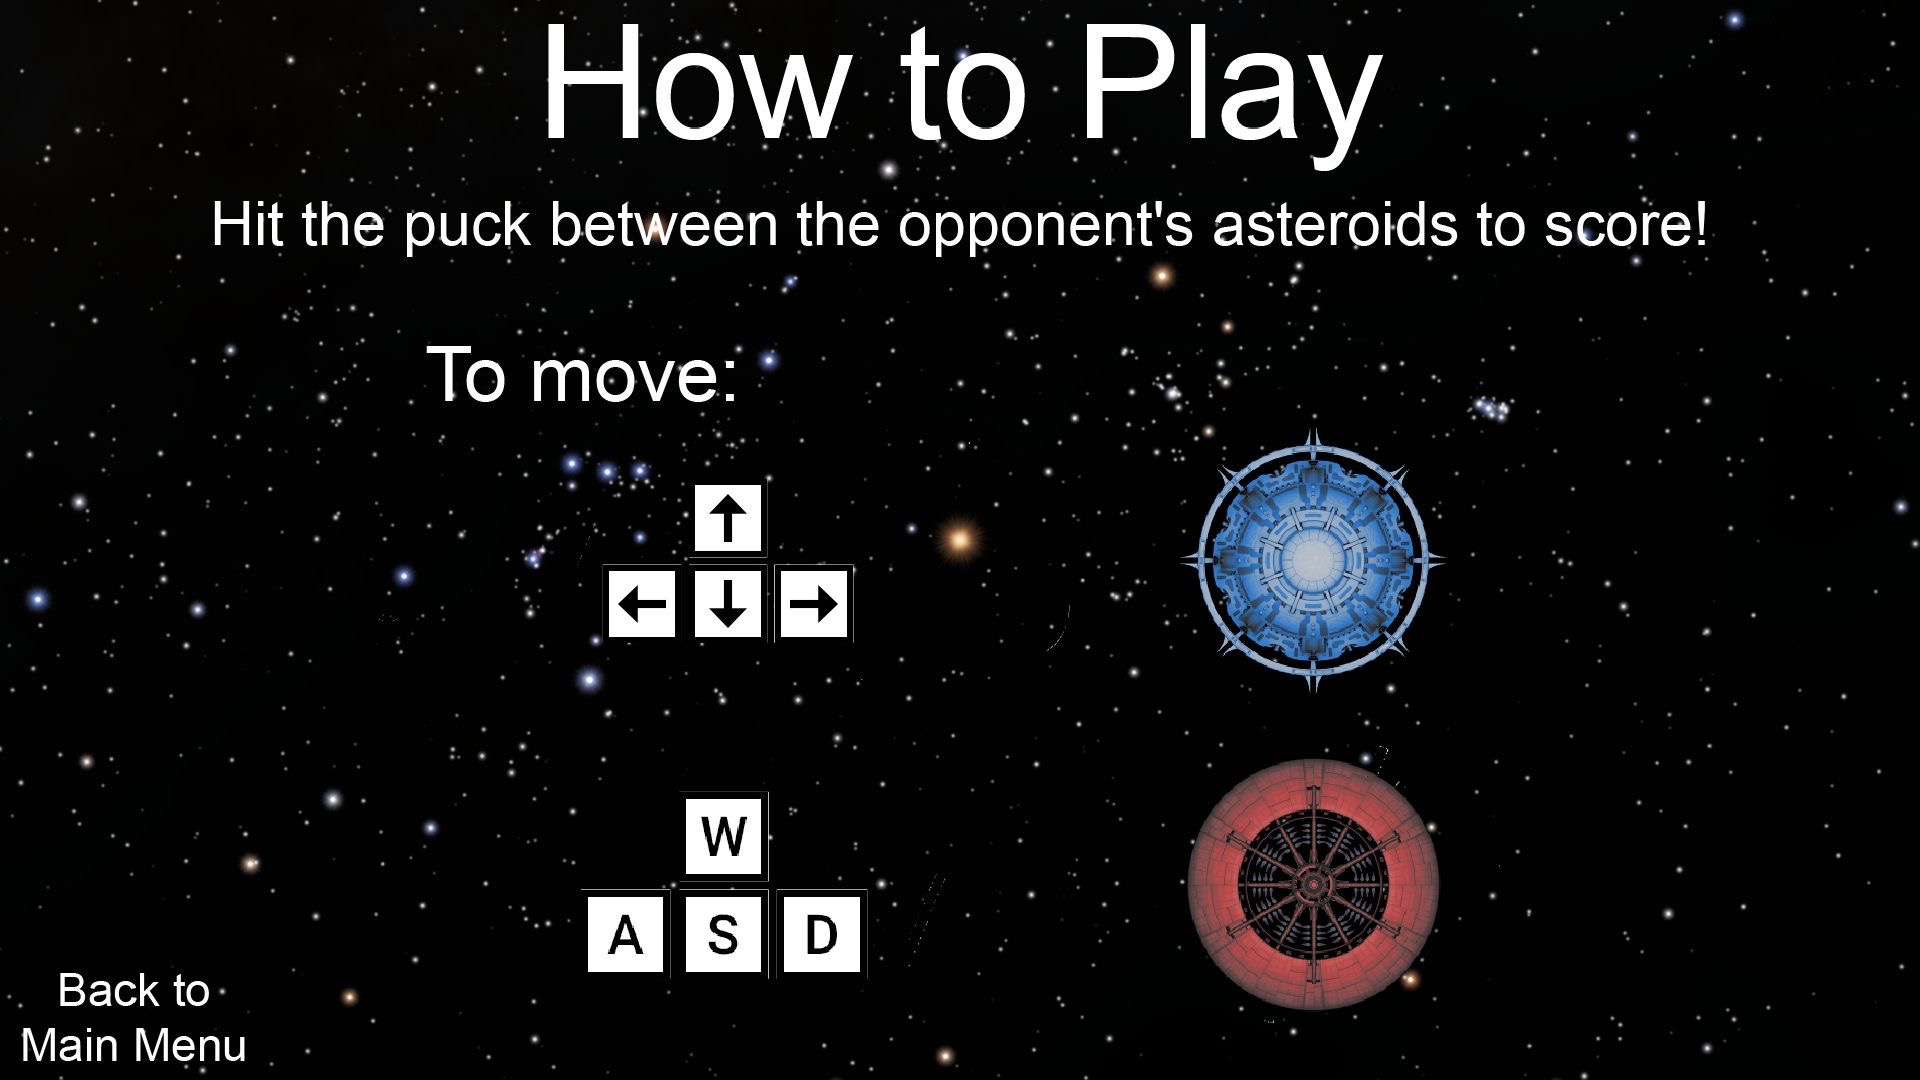 How to Play
Hit the puck between the opponent's asteroids to score!
To move:
↑
← ↓ →
W
A S D
Back to
Main Menu